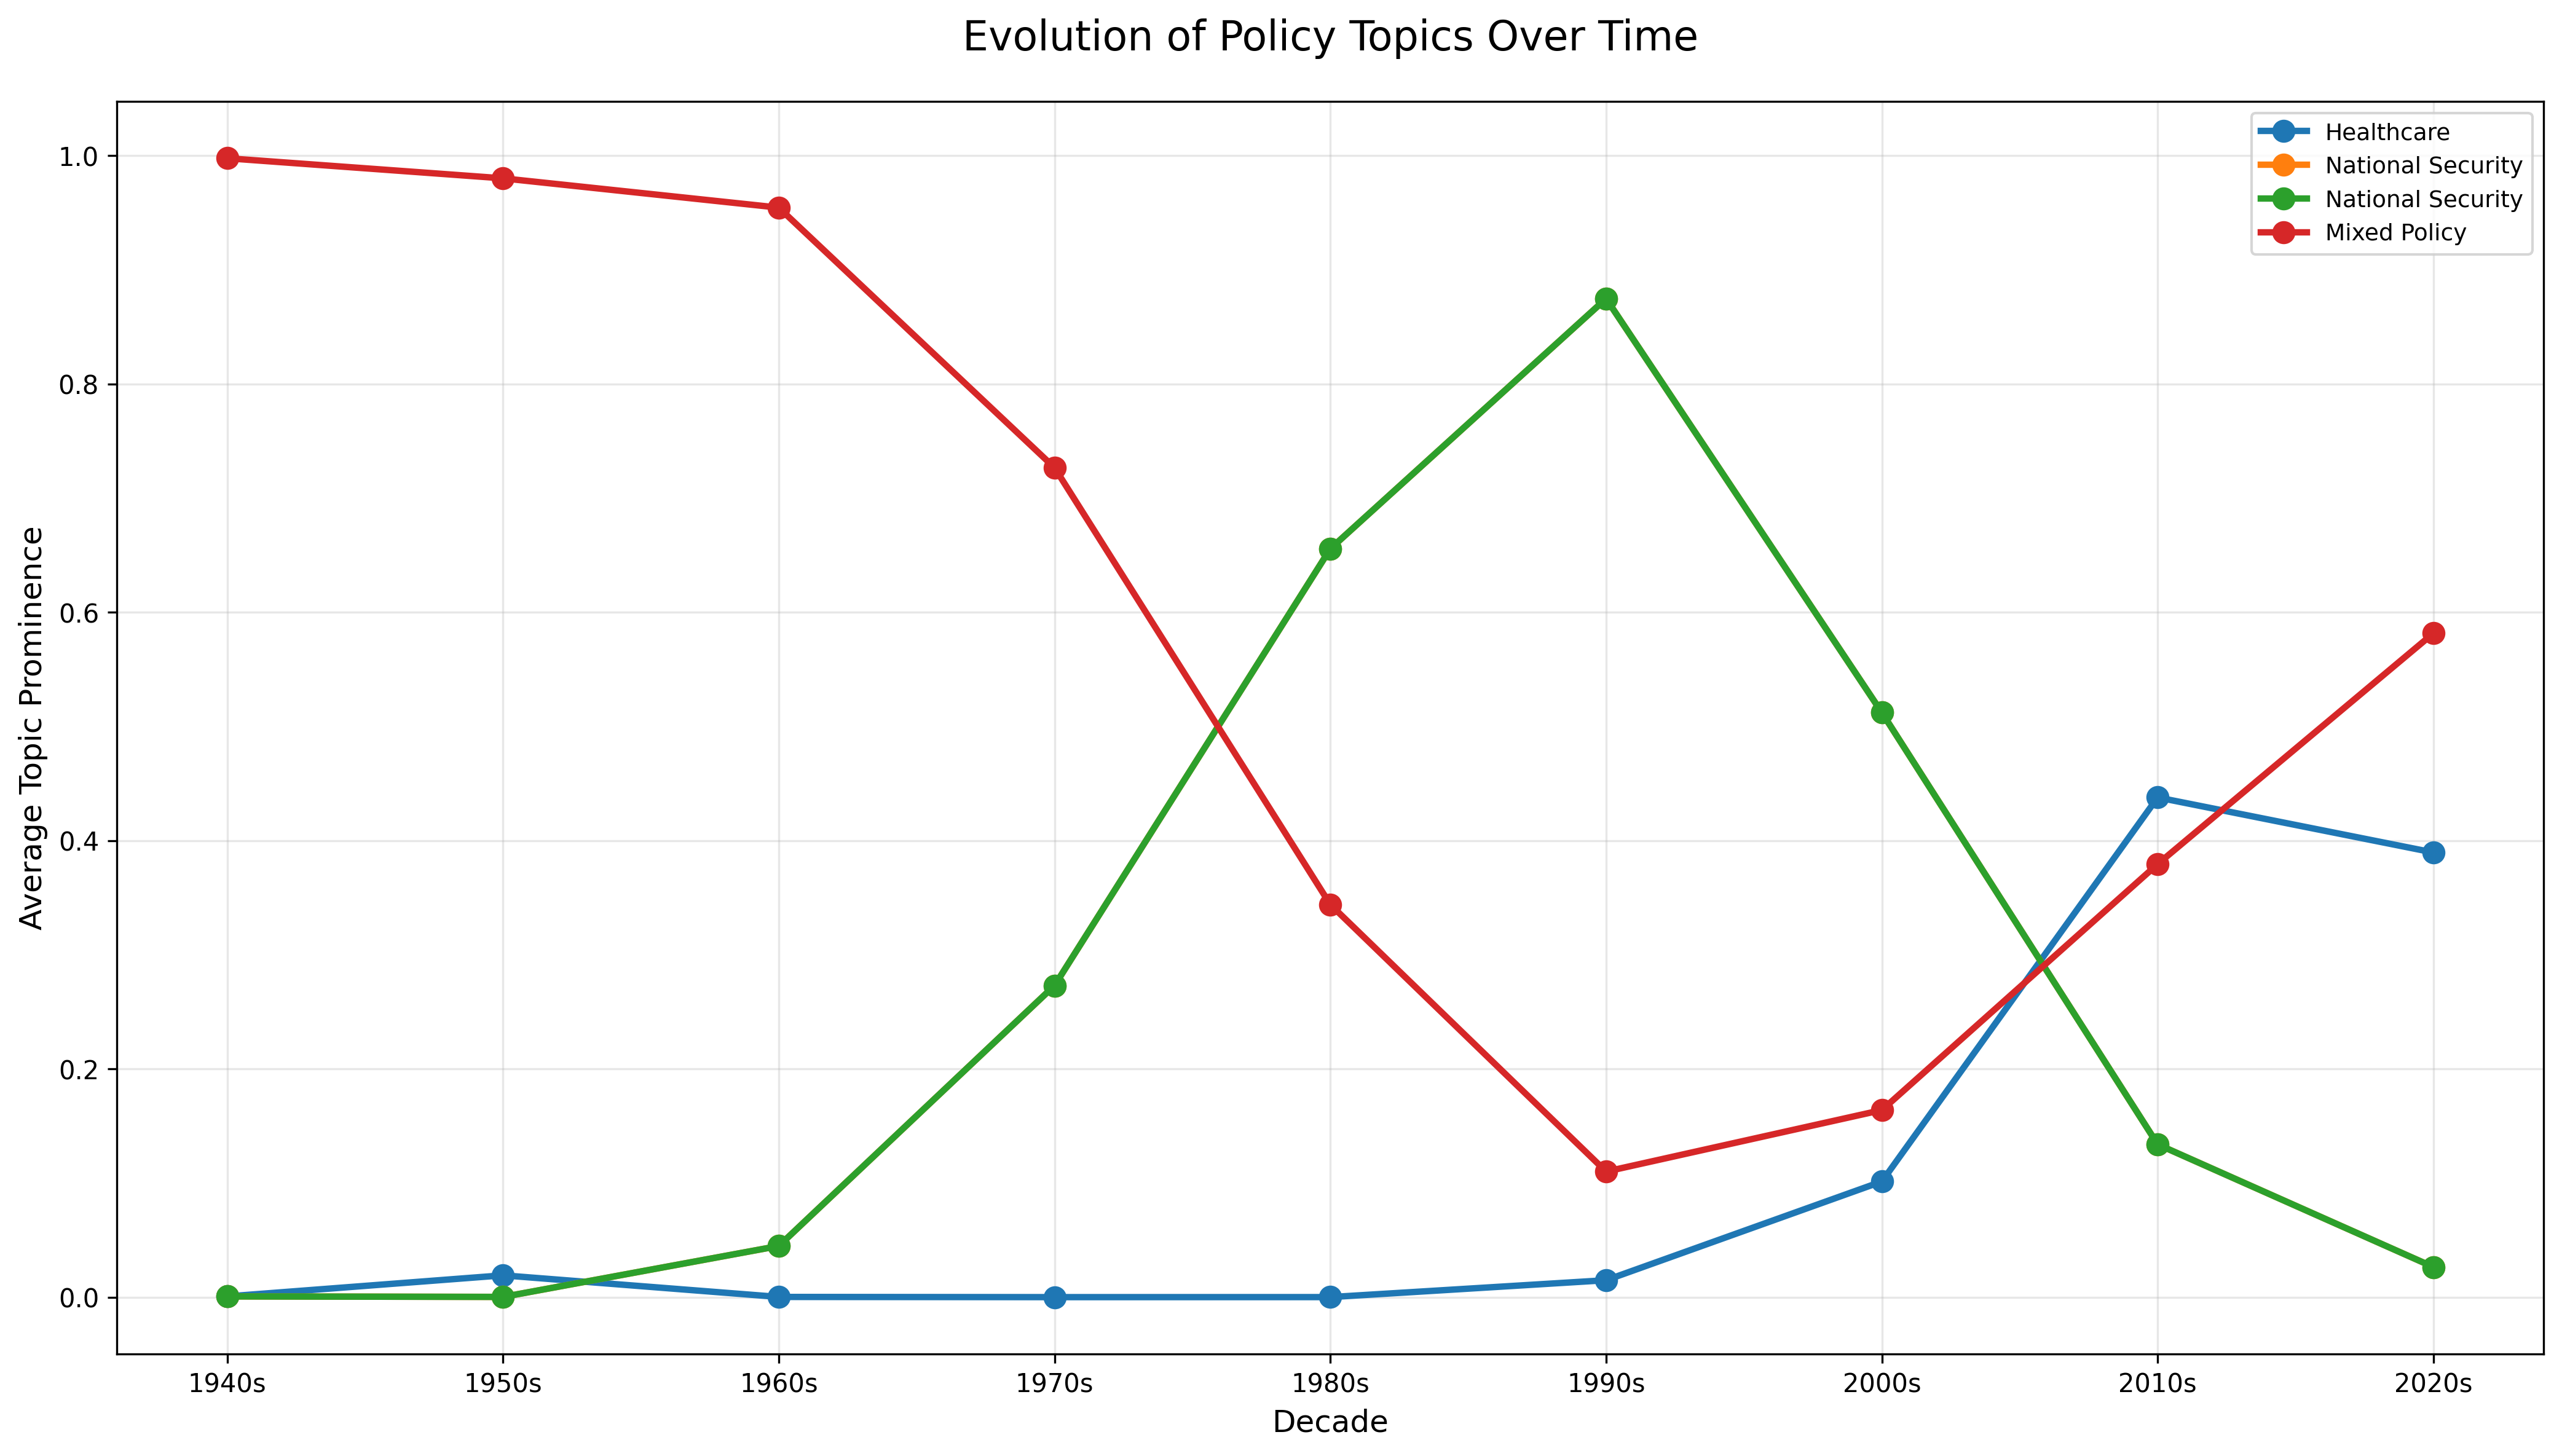 Evolution of Policy Topics Over Time
Healthcare
National Security
National Security
Mixed Policy
Average Topic Prominence
1.0
0.8
0.6
0.4
0.2
0.0
1940s 1950s 1960s 1970s 1980s 1990s 2000s 2010s 2020s
Decade